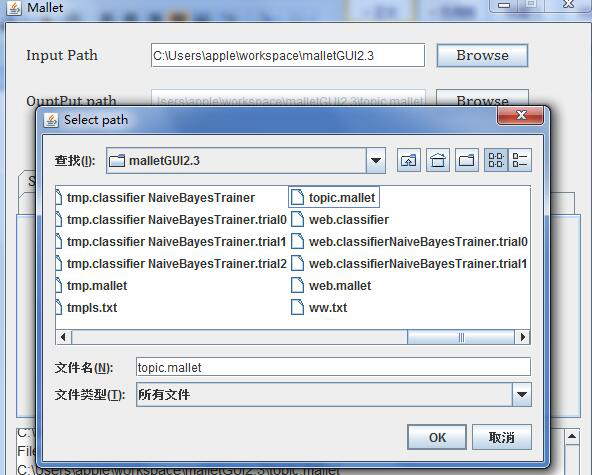 Mallet
Input Path C:\Users\apple\workspace\malletGUI2.3 Browse
OuptPut path Users\apple\workspace\malletGUI2.3\topic.mallet Browse
Select path
查找(I): malletGUI2.3
tmp.classifier NaiveBayesTrainer topic.mallet
tmp.classifier NaiveBayesTrainer.trial0 web.classifier
tmp.classifier NaiveBayesTrainer.trial1 web.classifierNaiveBayesTrainer.trial0
tmp.classifier NaiveBayesTrainer.trial2 web.classifierNaiveBayesTrainer.trial1
tmp.mallet web.mallet
tmpls.txt ww.txt
文件名(N): topic.mallet
文件类型(T): 所有文件
OK 取消
File
C:\Users\apple\workspace\malletGUI2.3\topic.mallet